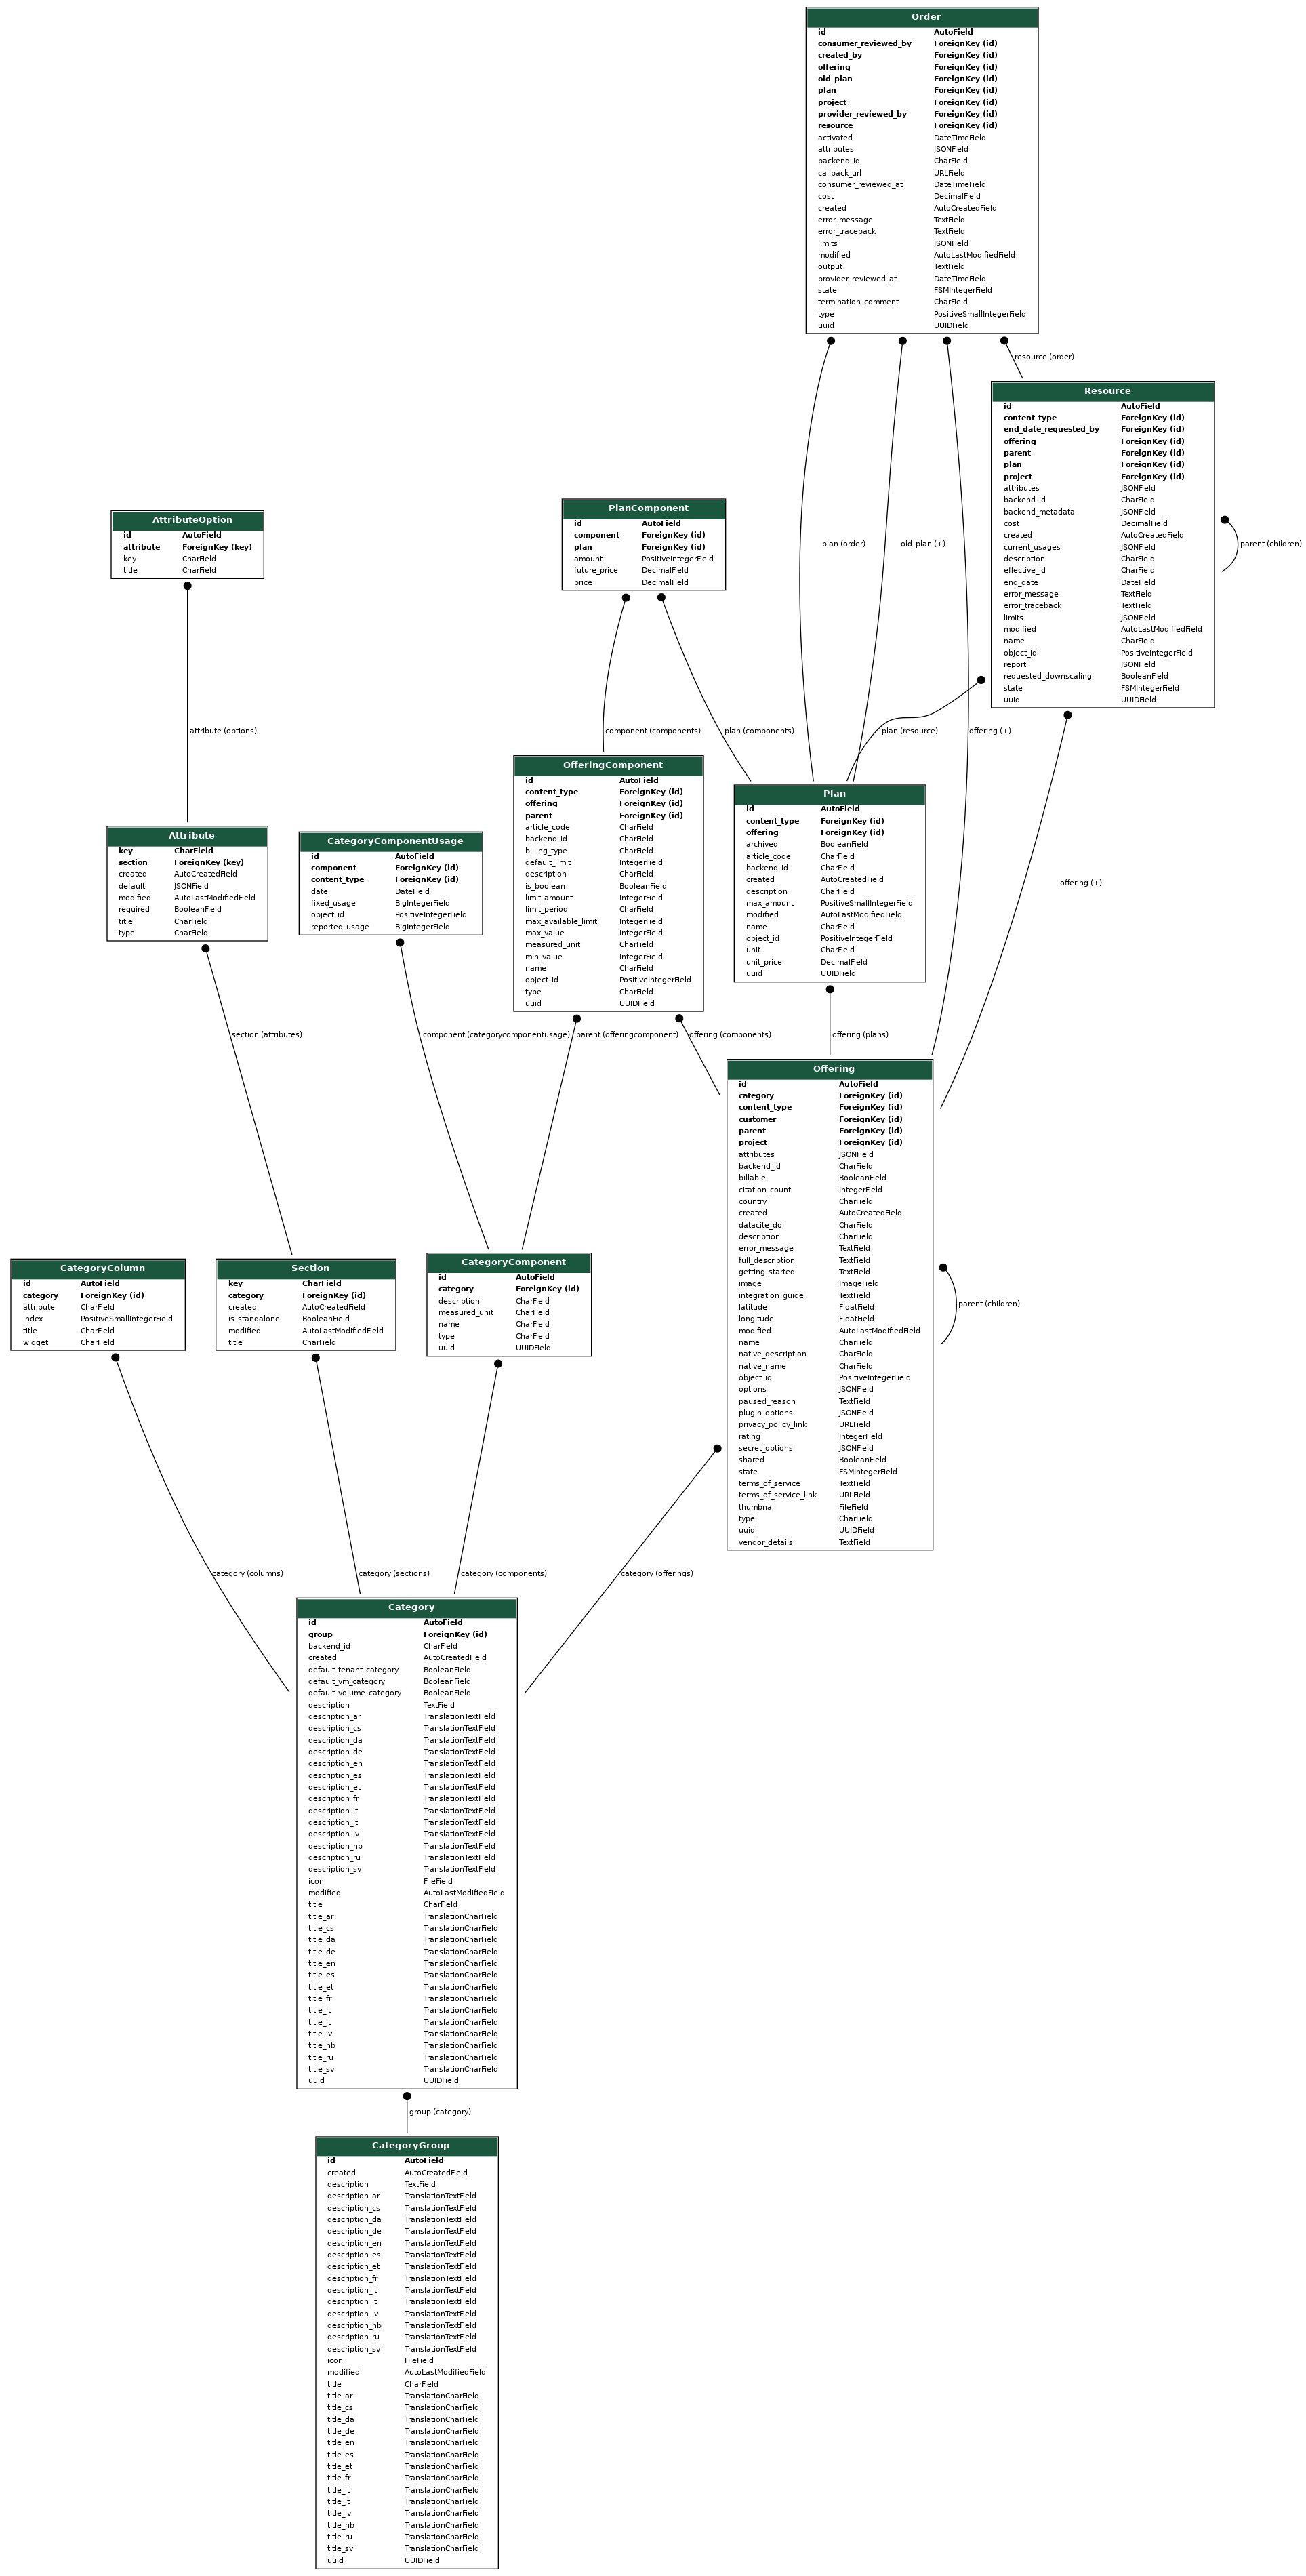 Order
id AutoField
consumer_reviewed_by ForeignKey (id)
created_by ForeignKey (id)
offering ForeignKey (id)
old_plan ForeignKey (id)
plan ForeignKey (id)
project ForeignKey (id)
provider_reviewed_by ForeignKey (id)
resource ForeignKey (id)
activated DateTimeField
attributes JSONField
backend_id CharField
callback_url URLField
consumer_reviewed_at DateTimeField
cost DecimalField
created AutoCreatedField
error_message TextField
error_traceback TextField
limits JSONField
modified AutoLastModifiedField
output TextField
provider_reviewed_at DateTimeField
state FSMIntegerField
termination_comment CharField
type PositiveSmallIntegerField
uuid UUIDField
resource (order)
Resource
id AutoField
content_type ForeignKey (id)
end_date_requested_by ForeignKey (id)
offering ForeignKey (id)
parent ForeignKey (id)
plan ForeignKey (id)
project ForeignKey (id)
attributes JSONField
backend_id CharField
backend_metadata JSONField
cost DecimalField
created AutoCreatedField
current_usages JSONField
description CharField
effective_id CharField
end_date DateField
error_message TextField
error_traceback TextField
limits JSONField
modified AutoLastModifiedField
name CharField
object_id PositiveIntegerField
report JSONField
requested_downscaling BooleanField
state FSMIntegerField
uuid UUIDField
parent (children)
AttributeOption
id AutoField
attribute ForeignKey (key)
key CharField
title CharField
PlanComponent
id AutoField
component ForeignKey (id)
plan ForeignKey (id)
amount PositiveIntegerField
future_price DecimalField
price DecimalField
plan (order)
old_plan (+)
attribute (options)
component (components)
plan (components)
plan (resource)
offering (+)
OfferingComponent
id AutoField
content_type ForeignKey (id)
offering ForeignKey (id)
parent ForeignKey (id)
article_code CharField
backend_id CharField
billing_type CharField
default_limit IntegerField
description CharField
is_boolean BooleanField
limit_amount IntegerField
limit_period CharField
max_available_limit IntegerField
max_value IntegerField
measured_unit CharField
min_value IntegerField
name CharField
object_id PositiveIntegerField
type CharField
uuid UUIDField
Plan
id AutoField
content_type ForeignKey (id)
offering ForeignKey (id)
archived BooleanField
article_code CharField
backend_id CharField
created AutoCreatedField
description CharField
max_amount PositiveSmallIntegerField
modified AutoLastModifiedField
name CharField
object_id PositiveIntegerField
unit CharField
unit_price DecimalField
uuid UUIDField
offering (+)
Attribute
key CharField
section ForeignKey (key)
created AutoCreatedField
default JSONField
modified AutoLastModifiedField
required BooleanField
title CharField
type CharField
CategoryComponentUsage
id AutoField
component ForeignKey (id)
content_type ForeignKey (id)
date DateField
fixed_usage BigIntegerField
object_id PositiveIntegerField
reported_usage BigIntegerField
section (attributes)
component (categorycomponentusage)
parent (offeringcomponent)
offering (components)
offering (plans)
Offering
id AutoField
category ForeignKey (id)
content_type ForeignKey (id)
customer ForeignKey (id)
parent ForeignKey (id)
project ForeignKey (id)
attributes JSONField
backend_id CharField
billable BooleanField
citation_count IntegerField
country CharField
created AutoCreatedField
datacite_doi CharField
description CharField
error_message TextField
full_description TextField
getting_started TextField
image ImageField
integration_guide TextField
latitude FloatField
longitude FloatField
modified AutoLastModifiedField
name CharField
native_description CharField
native_name CharField
object_id PositiveIntegerField
options JSONField
paused_reason TextField
plugin_options JSONField
privacy_policy_link URLField
rating IntegerField
secret_options JSONField
shared BooleanField
state FSMIntegerField
terms_of_service TextField
terms_of_service_link URLField
thumbnail FileField
type CharField
uuid UUIDField
vendor_details TextField
parent (children)
CategoryColumn
id AutoField
category ForeignKey (id)
attribute CharField
index PositiveSmallIntegerField
title CharField
widget CharField
Section
key CharField
category ForeignKey (id)
created AutoCreatedField
is_standalone BooleanField
modified AutoLastModifiedField
title CharField
CategoryComponent
id AutoField
category ForeignKey (id)
description CharField
measured_unit CharField
name CharField
type CharField
uuid UUIDField
category (columns)
category (sections)
category (components)
category (offerings)
Category
id AutoField
group ForeignKey (id)
backend_id CharField
created AutoCreatedField
default_tenant_category BooleanField
default_vm_category BooleanField
default_volume_category BooleanField
description TextField
description_ar TranslationTextField
description_cs TranslationTextField
description_da TranslationTextField
description_de TranslationTextField
description_en TranslationTextField
description_es TranslationTextField
description_et TranslationTextField
description_fr TranslationTextField
description_it TranslationTextField
description_lt TranslationTextField
description_lv TranslationTextField
description_nb TranslationTextField
description_ru TranslationTextField
description_sv TranslationTextField
icon FileField
modified AutoLastModifiedField
title CharField
title_ar TranslationCharField
title_cs TranslationCharField
title_da TranslationCharField
title_de TranslationCharField
title_en TranslationCharField
title_es TranslationCharField
title_et TranslationCharField
title_fr TranslationCharField
title_it TranslationCharField
title_lt TranslationCharField
title_lv TranslationCharField
title_nb TranslationCharField
title_ru TranslationCharField
title_sv TranslationCharField
uuid UUIDField
group (category)
CategoryGroup
id AutoField
created AutoCreatedField
description TextField
description_ar TranslationTextField
description_cs TranslationTextField
description_da TranslationTextField
description_de TranslationTextField
description_en TranslationTextField
description_es TranslationTextField
description_et TranslationTextField
description_fr TranslationTextField
description_it TranslationTextField
description_lt TranslationTextField
description_lv TranslationTextField
description_nb TranslationTextField
description_ru TranslationTextField
description_sv TranslationTextField
icon FileField
modified AutoLastModifiedField
title CharField
title_ar TranslationCharField
title_cs TranslationCharField
title_da TranslationCharField
title_de TranslationCharField
title_en TranslationCharField
title_es TranslationCharField
title_et TranslationCharField
title_fr TranslationCharField
title_it TranslationCharField
title_lt TranslationCharField
title_lv TranslationCharField
title_nb TranslationCharField
title_ru TranslationCharField
title_sv TranslationCharField
uuid UUIDField